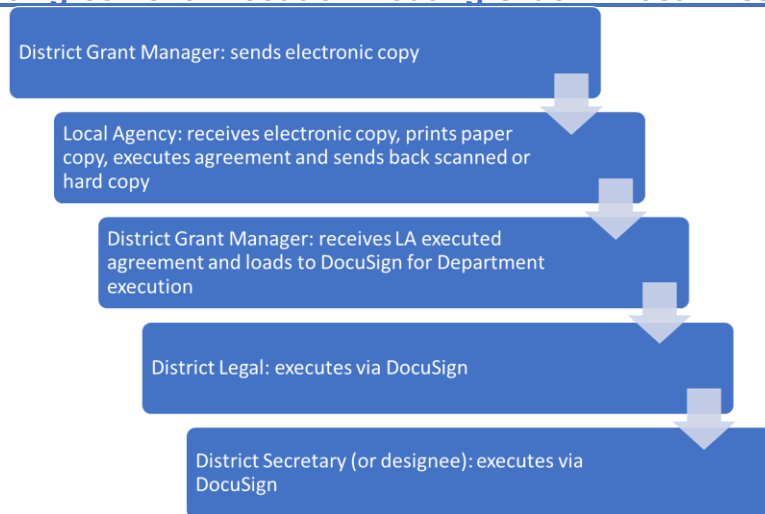 District Grant Manager: sends electronic copy
Local Agency: receives electronic copy, prints paper
copy, executes agreement and sends back scanned or
hard copy
District Grant Manager: receives LA executed
agreement and loads to DocuSign for Department
execution
District Legal: executes via DocuSign
District Secretary (or designee): executes via
DocuSign